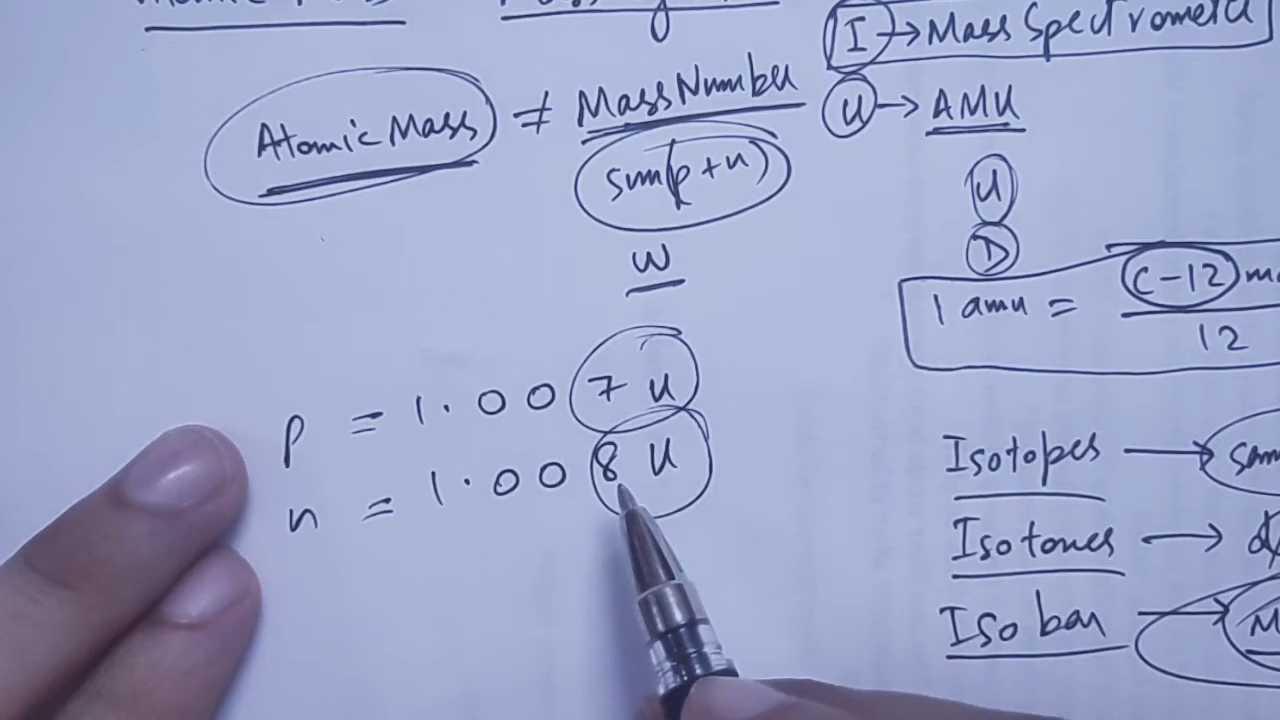 I → Mass Spectrometer
Atomic Mass ≠ Mass Number
sum(p + n)
W
p = 1.007 u
n = 1.008 u
U → AMU
U
D
1 amu = C-12
12
Isotopes →
Isotones →
Isobar →